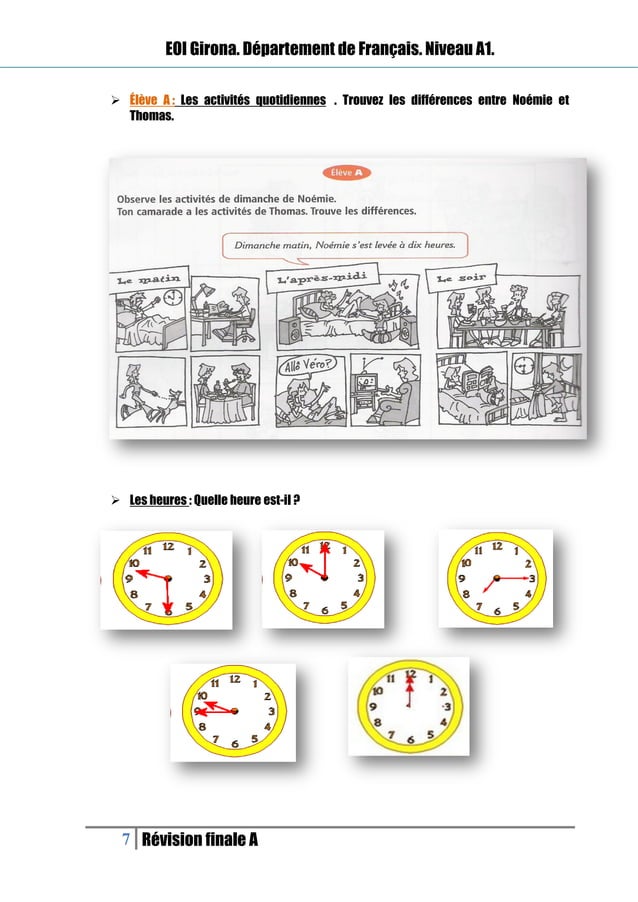 EOI Girona. Département de Français. Niveau A1.
➢ Élève A : Les activités quotidiennes . Trouvez les différences entre Noémie et
Thomas.
Élève A
Observe les activités de dimanche de Noémie.
Ton camarade a les activités de Thomas. Trouve les différences.
Dimanche matin, Noémie s'est levée à dix heures.
Le matin
L'après-midi
Le soir
Allô Véro?
➢ Les heures : Quelle heure est-il ?
12 1 2 3 4 5 6 7 8 9 10 11
12 1 2 3 4 5 6 7 8 9 10 11
12 1 2 3 4 5 6 7 8 9 10 11
12 1 2 3 4 5 6 7 8 9 10 11
12 1 2 3 4 5 6 7 8 9 10 11
7 Révision finale A